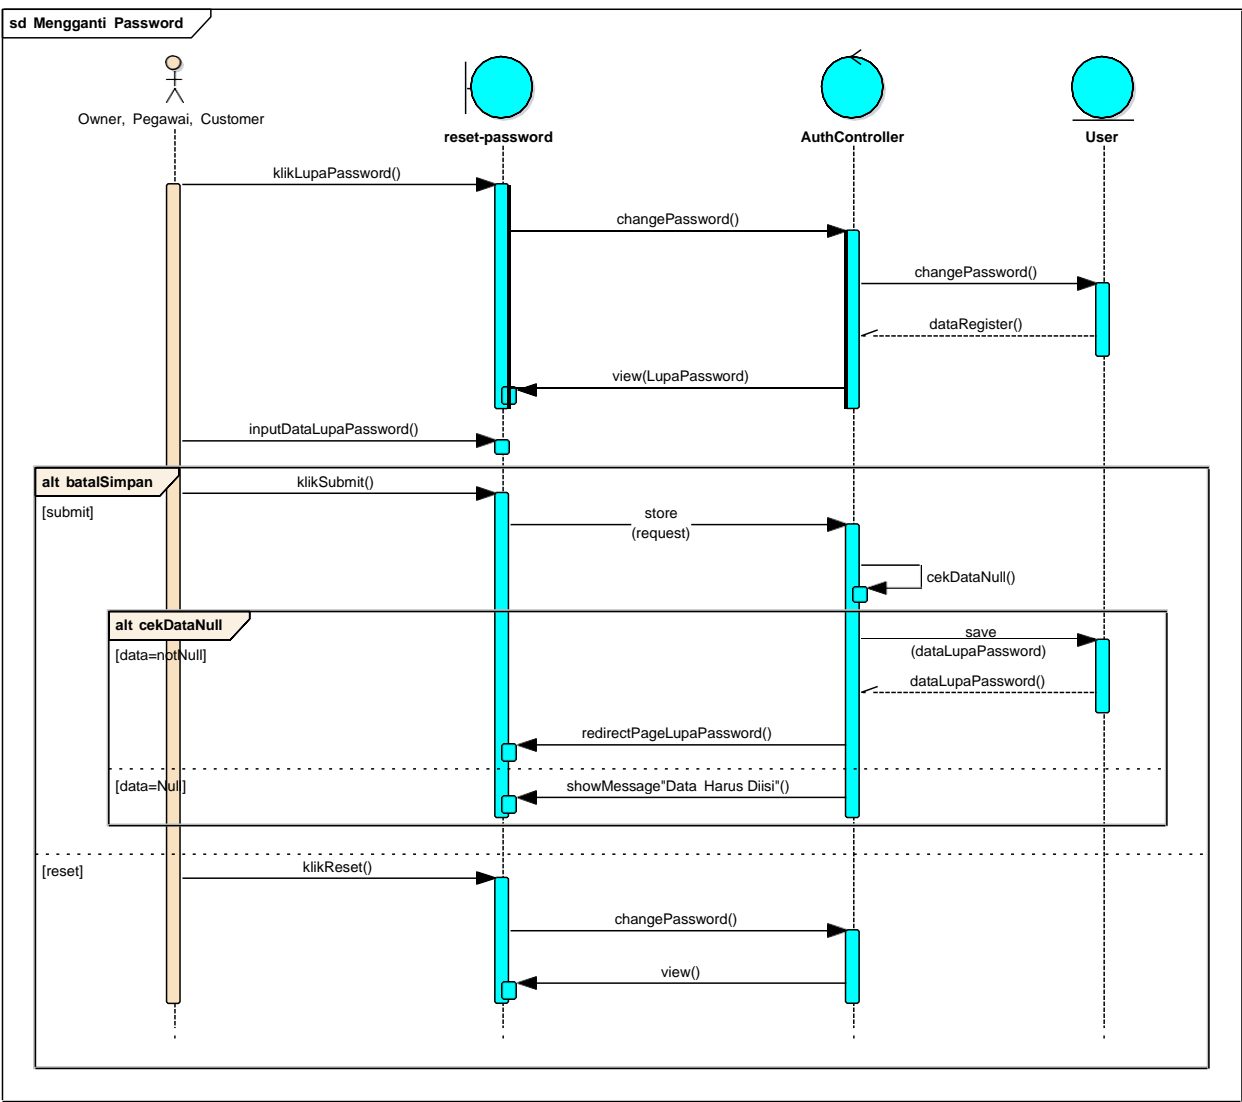 sd Mengganti Password
Owner, Pegawai, Customer
reset-password
AuthController
User
klikLupaPassword()
changePassword()
changePassword()
dataRegister()
view(LupaPassword)
inputDataLupaPassword()
alt batalSimpan
klikSubmit()
[submit]
store
(request)
cekDataNull()
alt cekDataNull
save
(dataLupaPassword)
[data=notNull]
dataLupaPassword()
redirectPageLupaPassword()
[data=Null]
showMessage"Data Harus Diisi"()
[reset]
klikReset()
changePassword()
view()